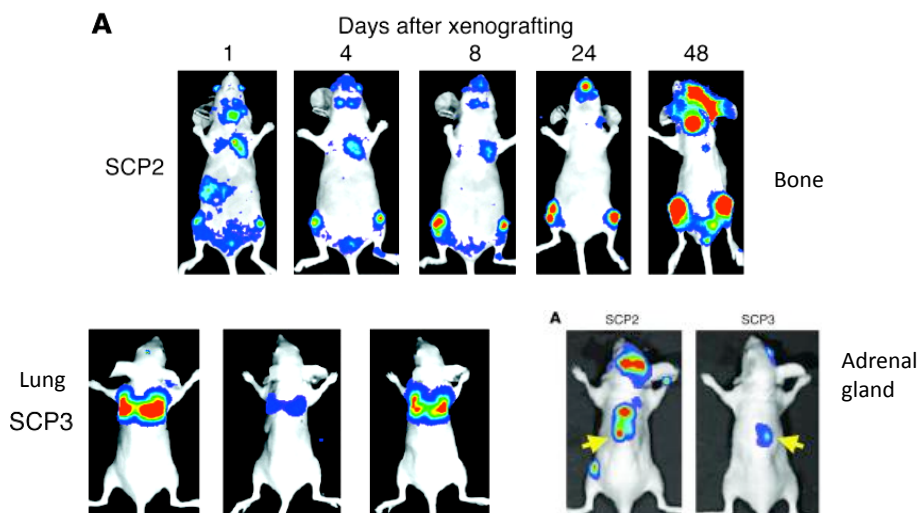 A
Days after xenografting
1 4 8 24 48
SCP2
Bone
Lung
SCP3
A
SCP2 SCP3
Adrenal
gland